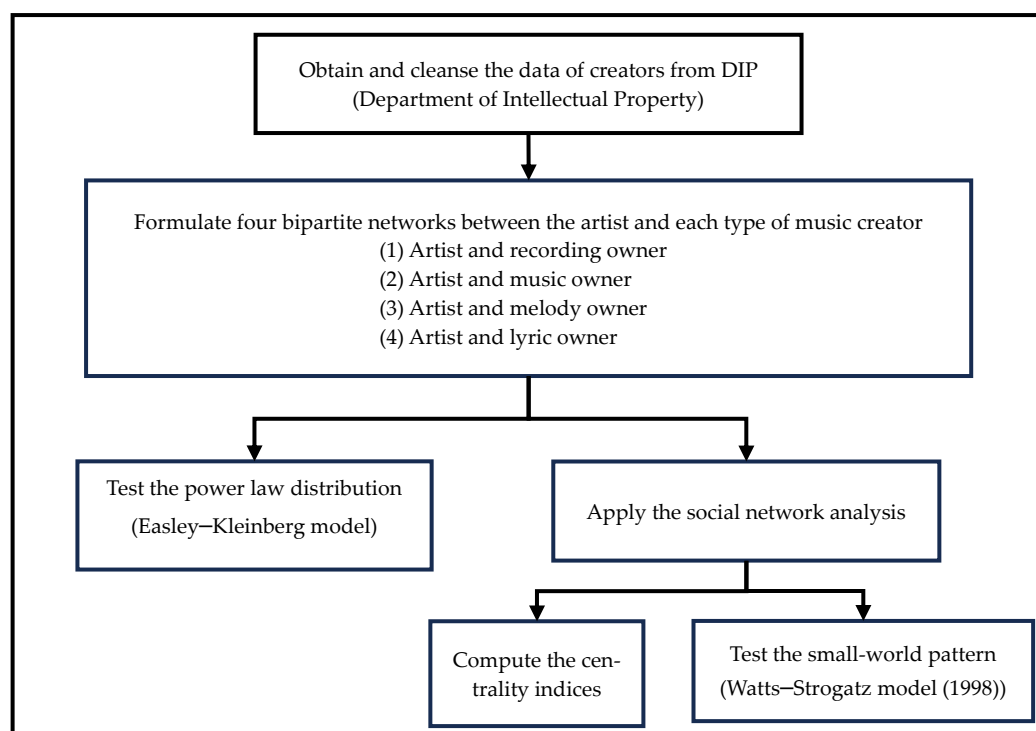 Obtain and cleanse the data of creators from DIP
(Department of Intellectual Property)
Formulate four bipartite networks between the artist and each type of music creator
(1) Artist and recording owner
(2) Artist and music owner
(3) Artist and melody owner
(4) Artist and lyric owner
Test the power law distribution
(Easley–Kleinberg model)
Apply the social network analysis
Compute the cen-
trality indices
Test the small-world pattern
(Watts–Strogatz model (1998))